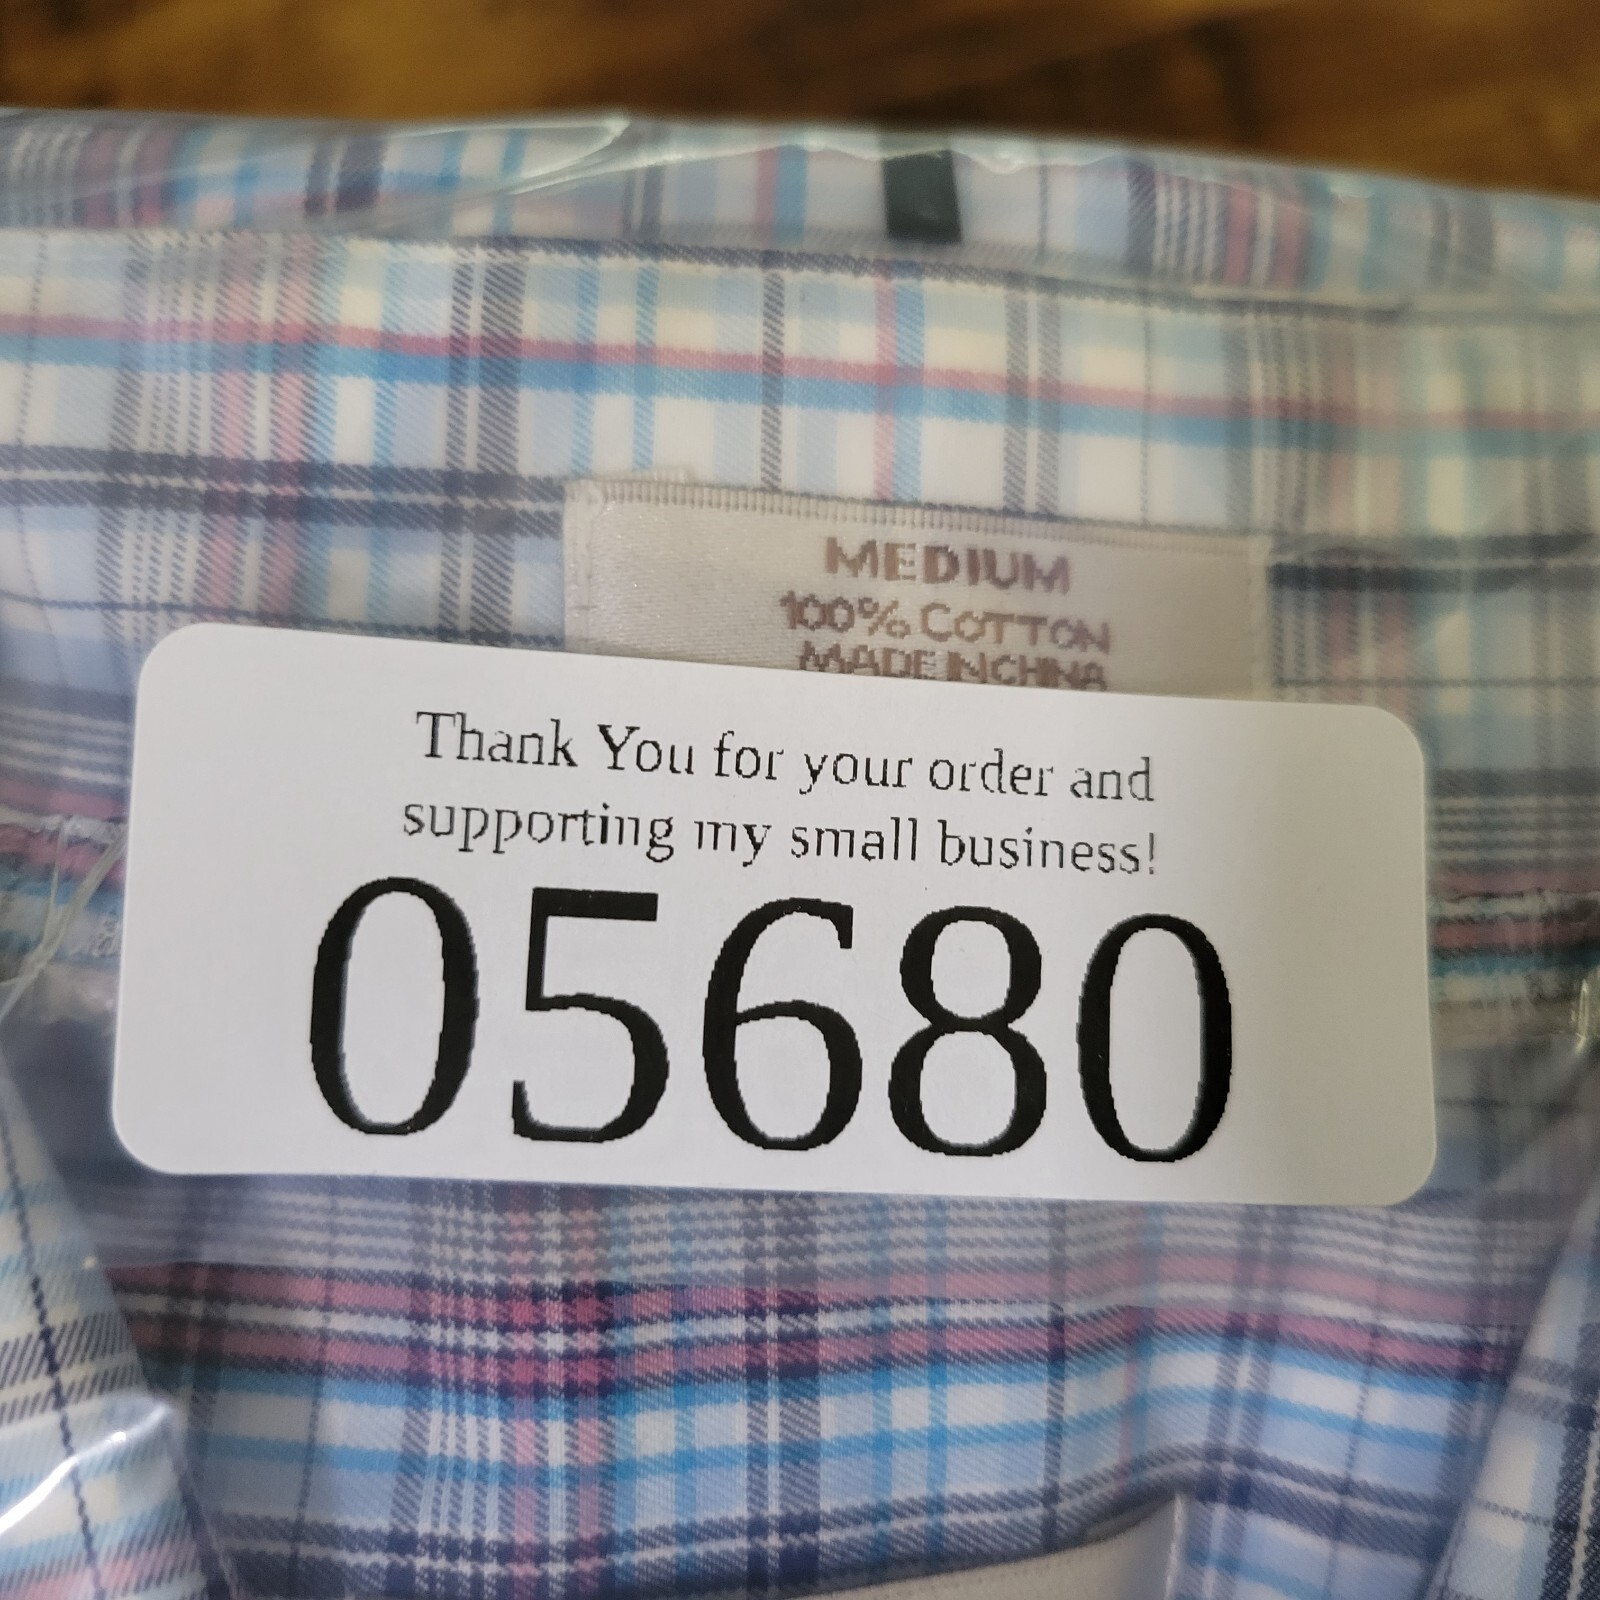 MEDIUM
100% COTTON
MADE IN CHINA
Thank You for your order and
supporting my small business!
05680